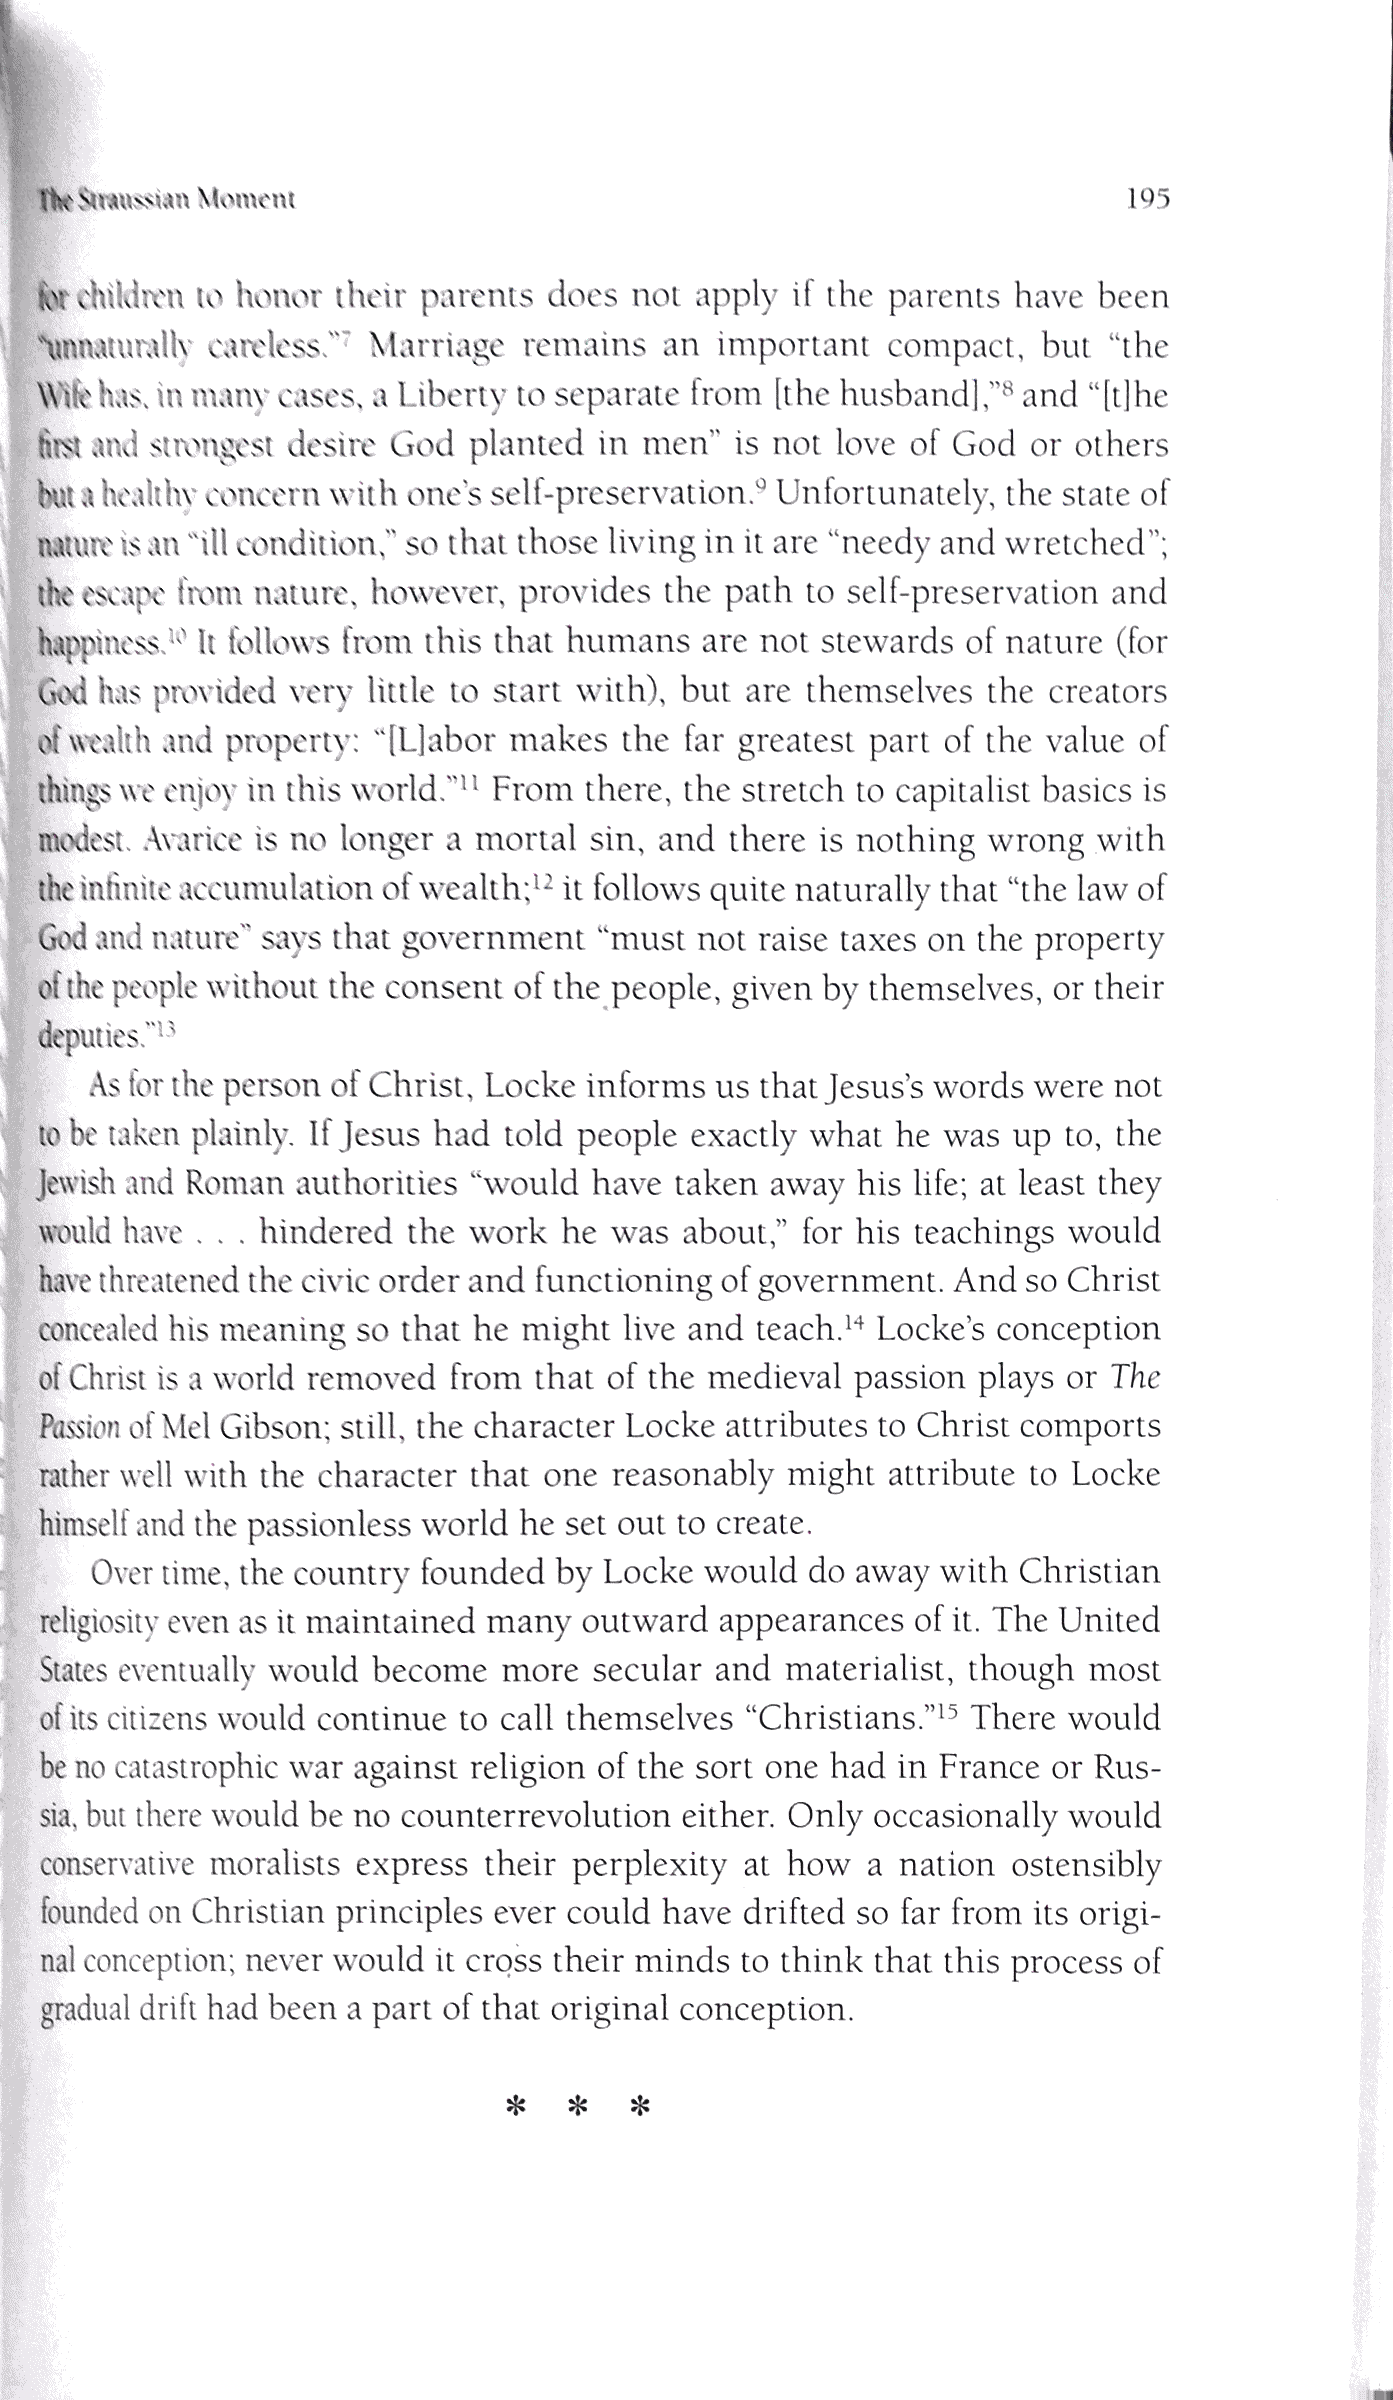 The Straussian Moment 195
for children to honor their parents does not apply if the parents have been
“unnaturally careless.”⁷ Marriage remains an important compact, but “the
Wife has, in many cases, a Liberty to separate from [the husband],”⁸ and “[t]he
first and strongest desire God planted in men” is not love of God or others
but a healthy concern with one’s self-preservation.⁹ Unfortunately, the state of
nature is an “ill condition,” so that those living in it are “needy and wretched”;
the escape from nature, however, provides the path to self-preservation and
happiness.¹⁰ It follows from this that humans are not stewards of nature (for
God has provided very little to start with), but are themselves the creators
of wealth and property: “[L]abor makes the far greatest part of the value of
things we enjoy in this world.”¹¹ From there, the stretch to capitalist basics is
modest. Avarice is no longer a mortal sin, and there is nothing wrong with
the infinite accumulation of wealth;¹² it follows quite naturally that “the law of
God and nature” says that government “must not raise taxes on the property
of the people without the consent of the people, given by themselves, or their
deputies.”¹³
As for the person of Christ, Locke informs us that Jesus’s words were not
to be taken plainly. If Jesus had told people exactly what he was up to, the
Jewish and Roman authorities “would have taken away his life; at least they
would have . . . hindered the work he was about,” for his teachings would
have threatened the civic order and functioning of government. And so Christ
concealed his meaning so that he might live and teach.¹⁴ Locke’s conception
of Christ is a world removed from that of the medieval passion plays or The
Passion of Mel Gibson; still, the character Locke attributes to Christ comports
rather well with the character that one reasonably might attribute to Locke
himself and the passionless world he set out to create.
Over time, the country founded by Locke would do away with Christian
religiosity even as it maintained many outward appearances of it. The United
States eventually would become more secular and materialist, though most
of its citizens would continue to call themselves “Christians.”¹⁵ There would
be no catastrophic war against religion of the sort one had in France or Rus-
sia, but there would be no counterrevolution either. Only occasionally would
conservative moralists express their perplexity at how a nation ostensibly
founded on Christian principles ever could have drifted so far from its origi-
nal conception; never would it cross their minds to think that this process of
gradual drift had been a part of that original conception.
* * *